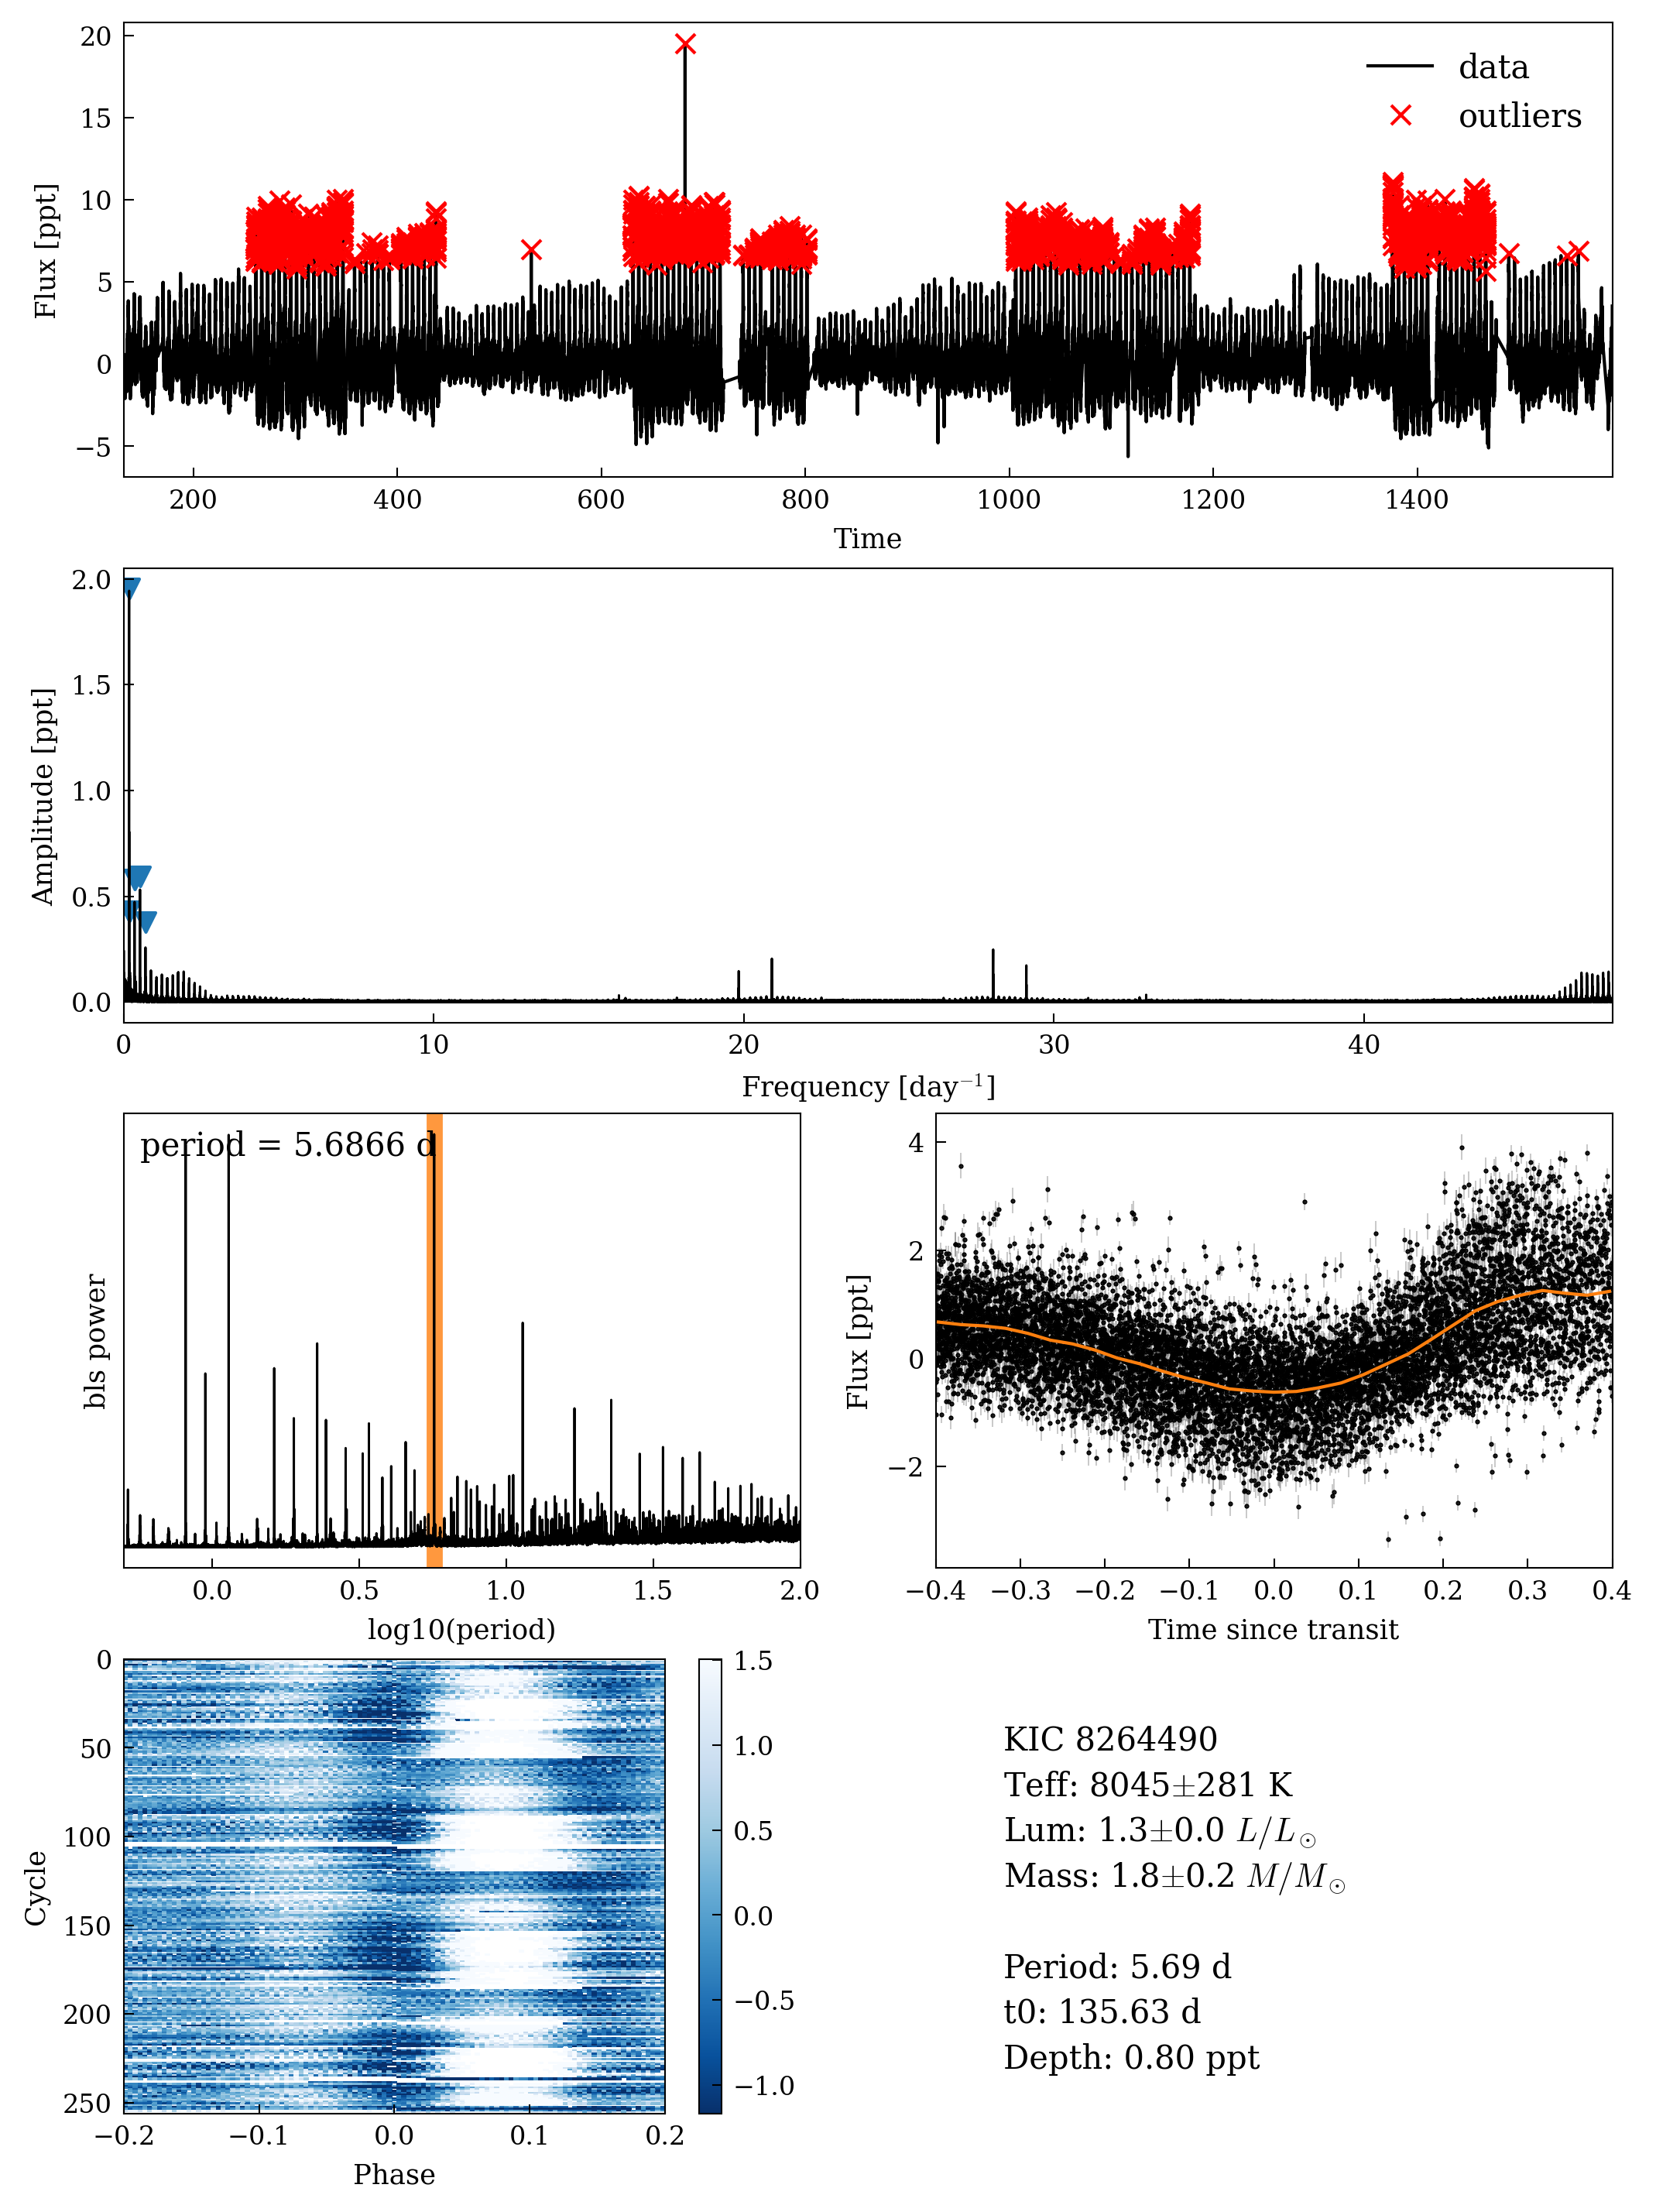 20
15
10
5
0
−5
Flux [ppt]
data
outliers
200 400 600 800 1000 1200 1400
Time
2.0
1.5
1.0
0.5
0.0
Amplitude [ppt]
0 10 20 30 40
Frequency [day⁻¹]
period = 5.6866 d
bls power
0.0 0.5 1.0 1.5 2.0
log10(period)
4
2
0
−2
Flux [ppt]
−0.4 −0.3 −0.2 −0.1 0.0 0.1 0.2 0.3 0.4
Time since transit
0
50
100
150
200
250
Cycle
−0.2 −0.1 0.0 0.1 0.2
Phase
1.5
1.0
0.5
0.0
−0.5
−1.0
KIC 8264490
Teff: 8045±281 K
Lum: 1.3±0.0 L/L⊙
Mass: 1.8±0.2 M/M⊙
Period: 5.69 d
t0: 135.63 d
Depth: 0.80 ppt